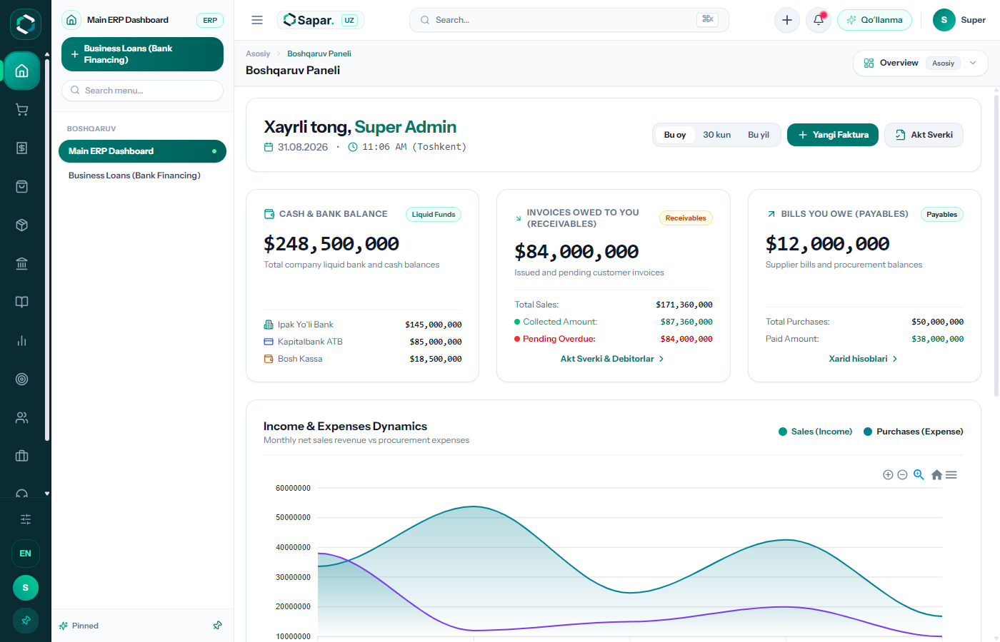 Main ERP Dashboard
ERP
Business Loans (Bank
Financing)
Search menu...
BOSHQARUV
Main ERP Dashboard
Business Loans (Bank Financing)
EN
S
Pinned
Sapar.
UZ
Search...
⌘K
Qo'llanma
S
Super
Asosiy
Boshqaruv Paneli
Boshqaruv Paneli
Overview
Asosiy
Xayrli tong, Super Admin
31.08.2026 • 11:06 AM (Toshkent)
Bu oy
30 kun
Bu yil
Yangi Faktura
Akt Sverki
CASH & BANK BALANCE
Liquid Funds
$248,500,000
Total company liquid bank and cash balances
Ipak Yo'li Bank $145,000,000
Kapitalbank ATB $85,000,000
Bosh Kassa $18,500,000
INVOICES OWED TO YOU
(RECEIVABLES)
Receivables
$84,000,000
Issued and pending customer invoices
Total Sales: $171,360,000
Collected Amount: $87,360,000
Pending Overdue: $84,000,000
Akt Sverki & Debitorlar
BILLS YOU OWE (PAYABLES)
Payables
$12,000,000
Supplier bills and procurement balances
Total Purchases: $50,000,000
Paid Amount: $38,000,000
Xarid hisoblari
Income & Expenses Dynamics
Monthly net sales revenue vs procurement expenses
Sales (Income)
Purchases (Expense)
60000000
50000000
40000000
30000000
20000000
10000000